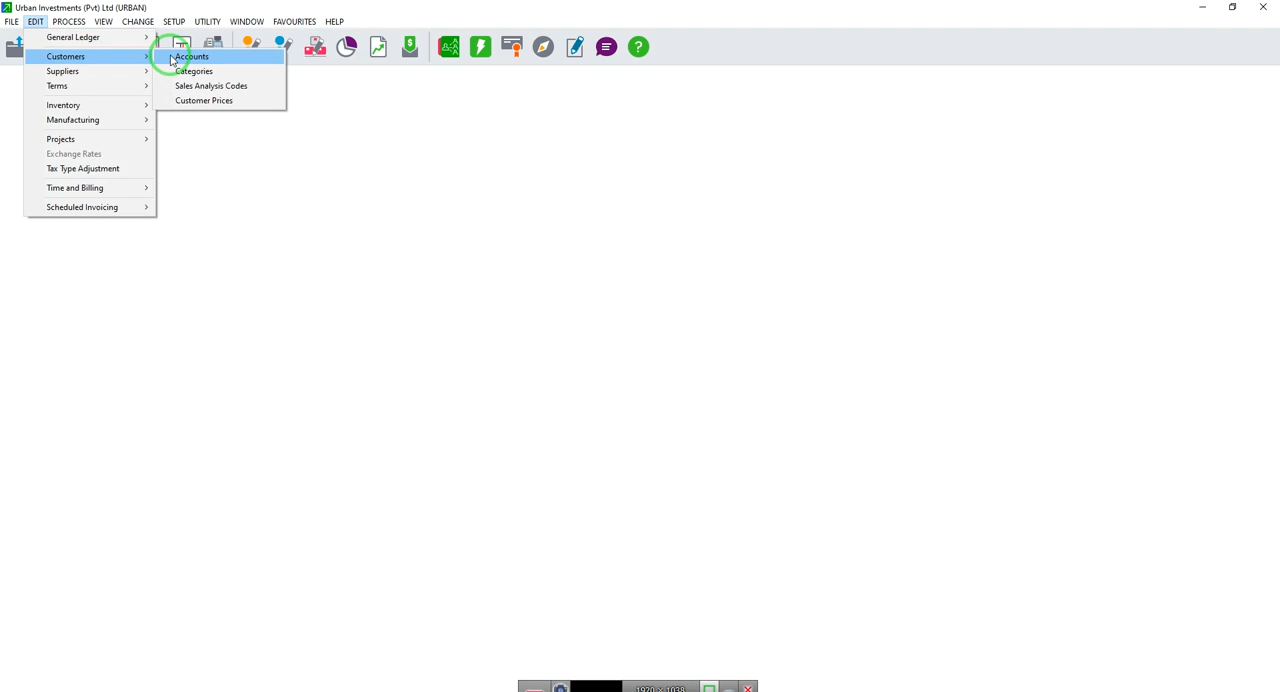 Urban Investments (Pvt) Ltd (URBAN)
FILE EDIT PROCESS VIEW CHANGE SETUP UTILITY WINDOW FAVOURITES HELP
General Ledger
Customers
Accounts
Suppliers
Categories
Terms
Sales Analysis Codes
Customer Prices
Inventory
Manufacturing
Projects
Exchange Rates
Tax Type Adjustment
Time and Billing
Scheduled Invoicing
1920 × 1038